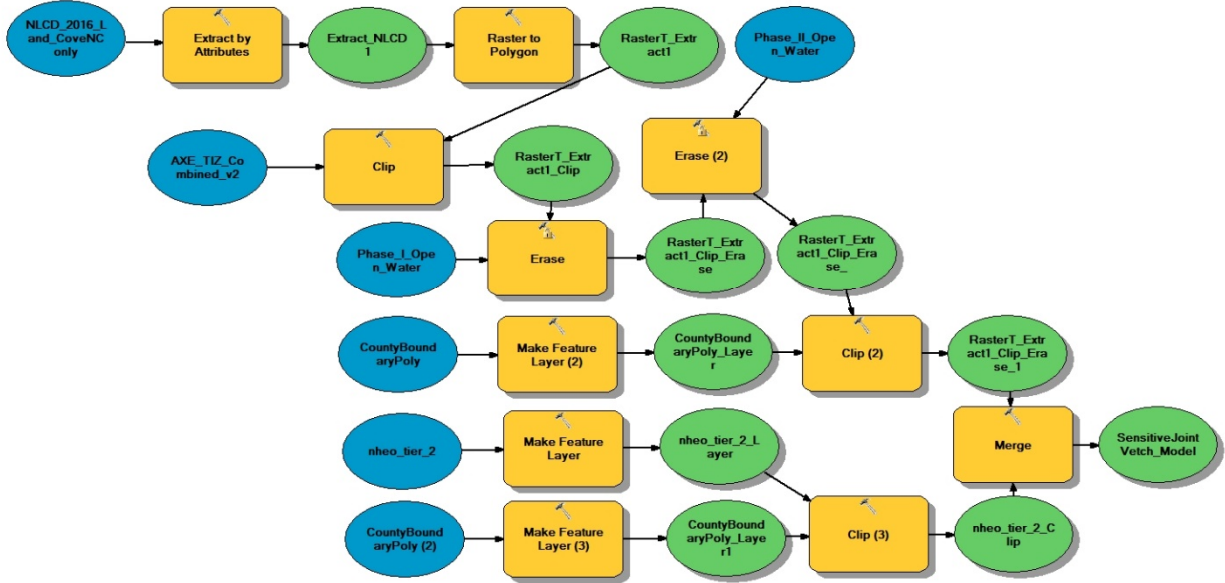 NLCD_2016_L
and_CoveNC
only
Extract by
Attributes
Extract_NLCD
1
Raster to
Polygon
RasterT_Extr
act1
Phase_II_Ope
n_Water
AXE_TIZ_Co
mbined_v2
Clip
RasterT_Extr
act1_Clip
Erase (2)
Phase_I_Ope
n_Water
Erase
RasterT_Extr
act1_Clip_Era
se
RasterT_Extr
act1_Clip_Era
se_
CountyBound
aryPoly
Make Feature
Layer (2)
CountyBound
aryPoly_Laye
r
Clip (2)
RasterT_Extr
act1_Clip_Era
se_1
nheo_tier_2
Make Feature
Layer
nheo_tier_2_L
ayer
Merge
SensitiveJoint
Vetch_Model
CountyBound
aryPoly (2)
Make Feature
Layer (3)
CountyBound
aryPoly_Laye
r1
Clip (3)
nheo_tier_2_C
lip